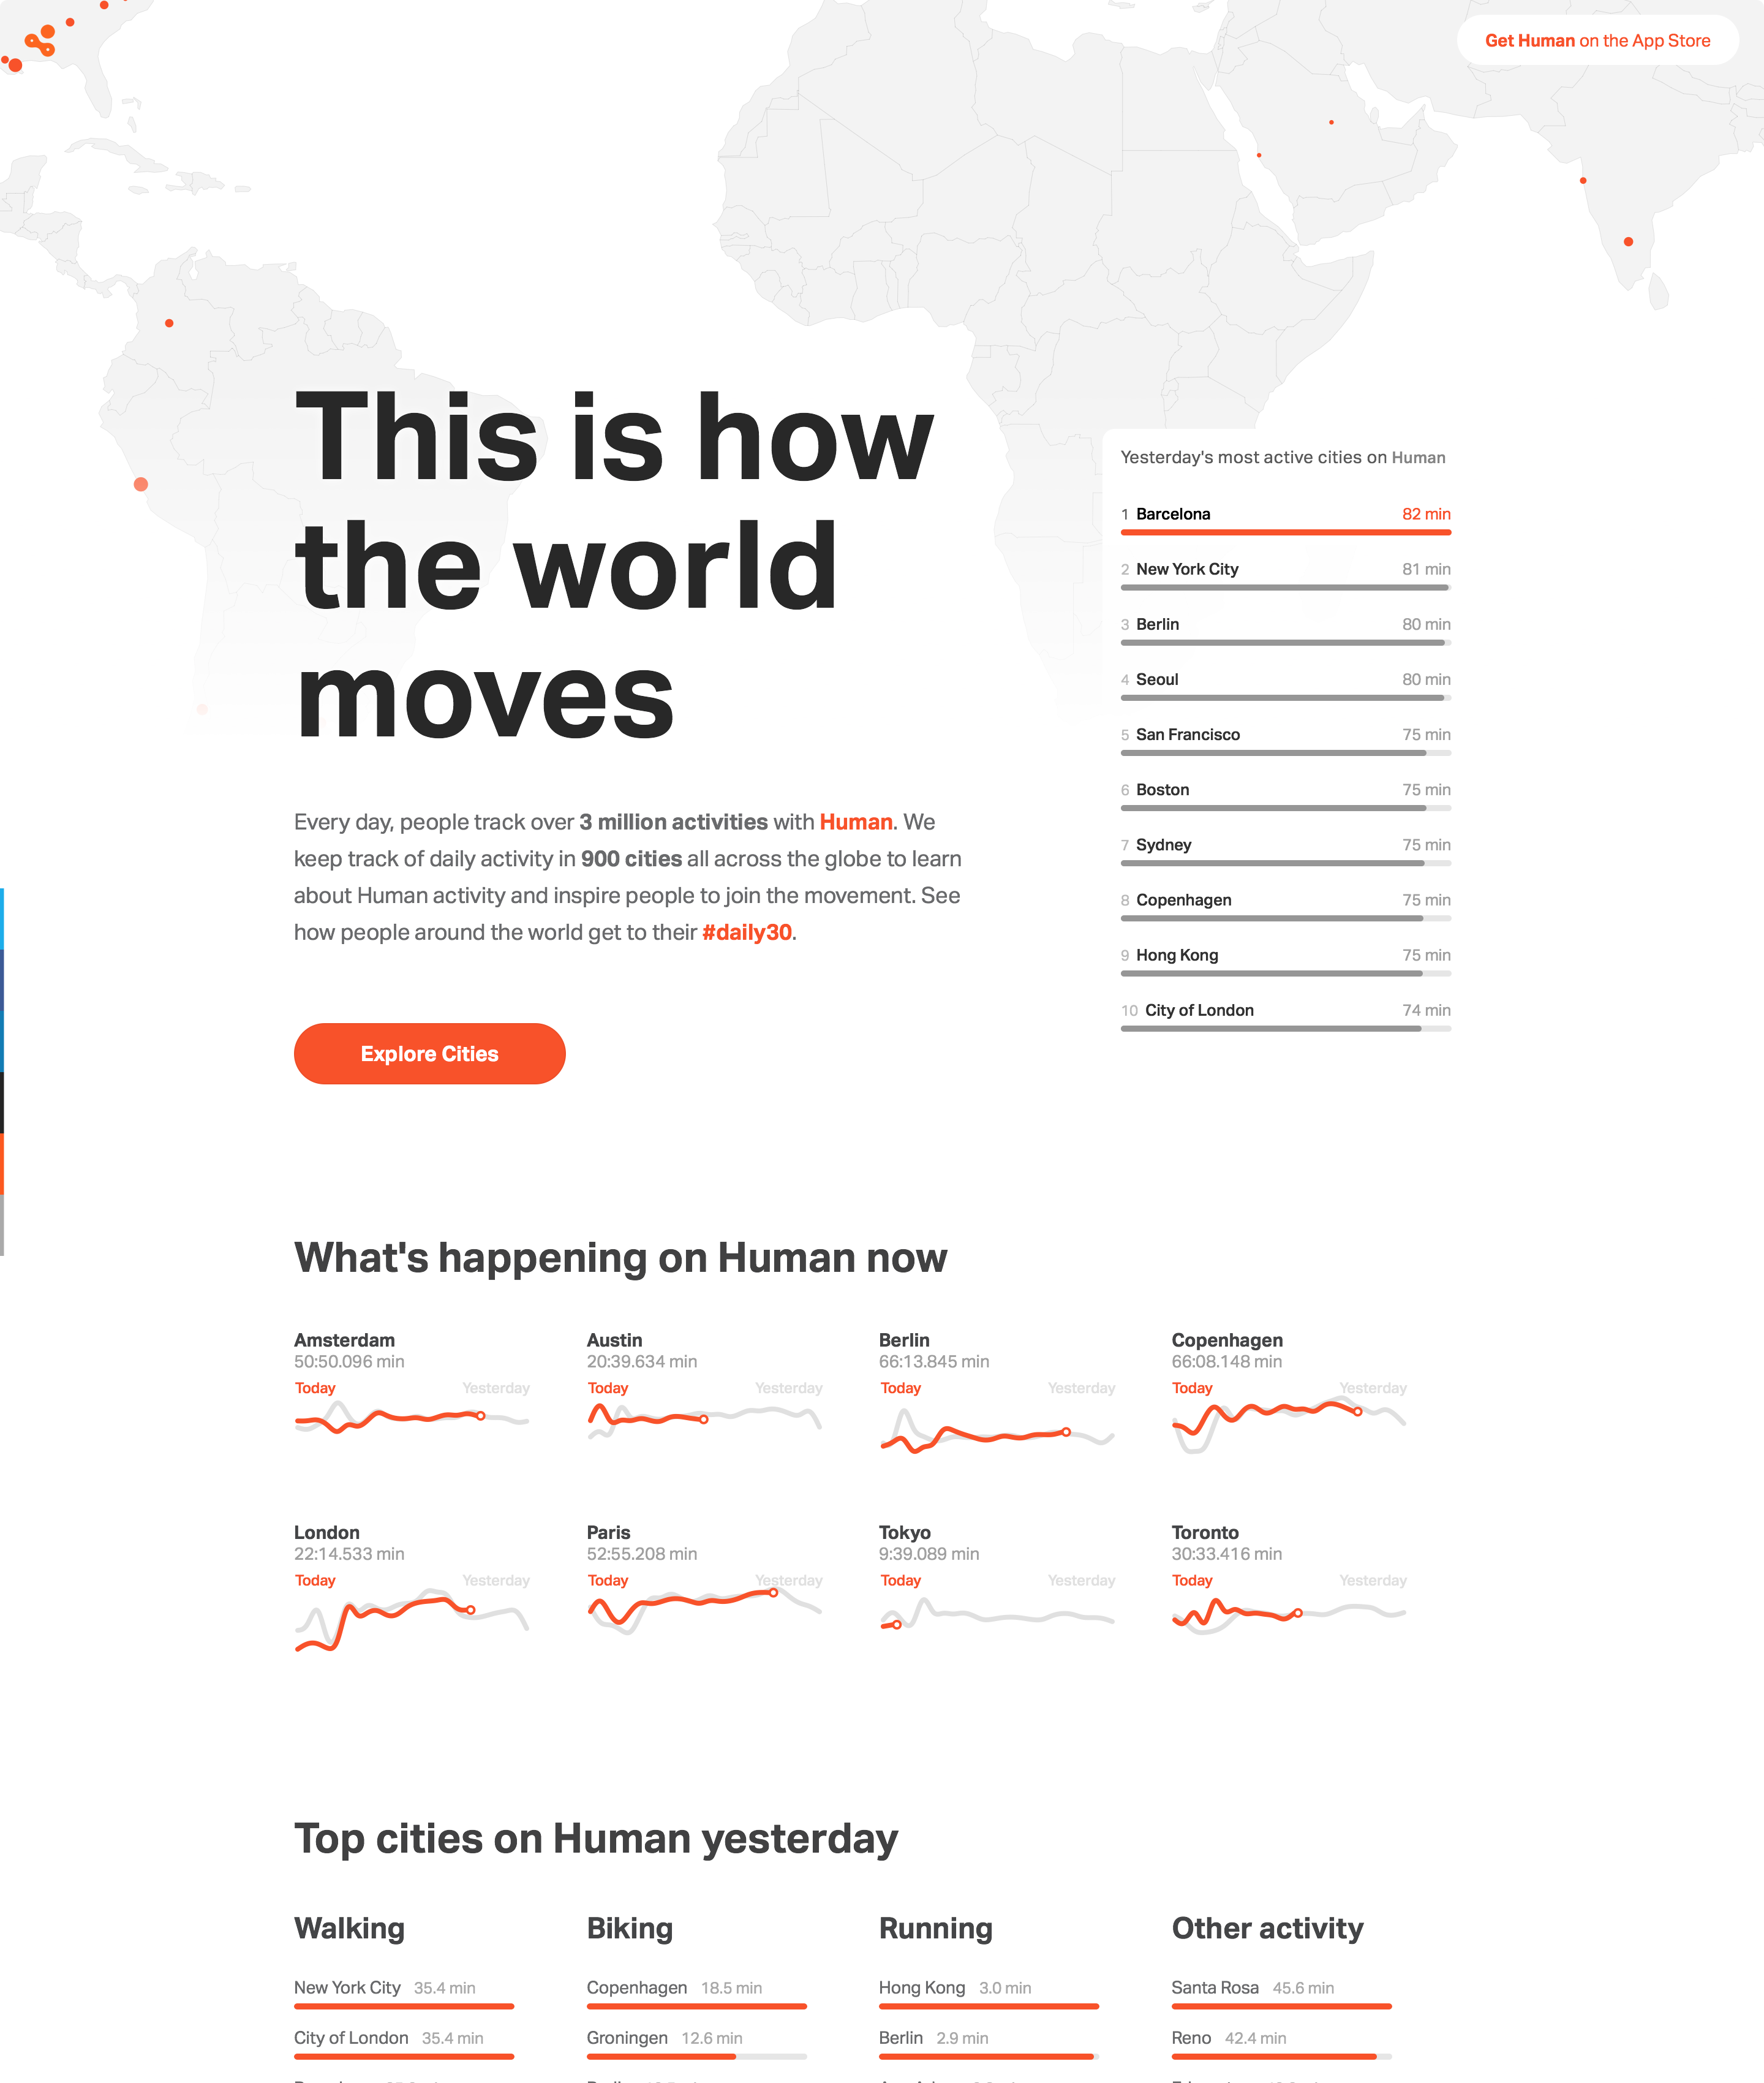 Get Human on the App Store
This is how
the world
moves
Every day, people track over 3 million activities with Human. We
keep track of daily activity in 900 cities all across the globe to learn
about Human activity and inspire people to join the movement. See
how people around the world get to their #daily30.
Explore Cities
Yesterday's most active cities on Human
1 Barcelona 82 min
2 New York City 81 min
3 Berlin 80 min
4 Seoul 80 min
5 San Francisco 75 min
6 Boston 75 min
7 Sydney 75 min
8 Copenhagen 75 min
9 Hong Kong 75 min
10 City of London 74 min
What's happening on Human now
Amsterdam
50:50.096 min
Today Yesterday
Austin
20:39.634 min
Today Yesterday
Berlin
66:13.845 min
Today Yesterday
Copenhagen
66:08.148 min
Today Yesterday
London
22:14.533 min
Today Yesterday
Paris
52:55.208 min
Today Yesterday
Tokyo
9:39.089 min
Today Yesterday
Toronto
30:33.416 min
Today Yesterday
Top cities on Human yesterday
Walking
New York City 35.4 min
City of London 35.4 min
Biking
Copenhagen 18.5 min
Groningen 12.6 min
Running
Hong Kong 3.0 min
Berlin 2.9 min
Other activity
Santa Rosa 45.6 min
Reno 42.4 min